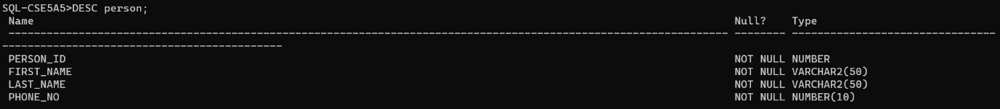 SQL-CSE5A5>DESC person;
Name Null? Type
----------------------------------------------------------------------------------------------------------------- -------- --------------------------------
--------------------------------------------
PERSON_ID NOT NULL NUMBER
FIRST_NAME NOT NULL VARCHAR2(50)
LAST_NAME NOT NULL VARCHAR2(50)
PHONE_NO NOT NULL NUMBER(10)